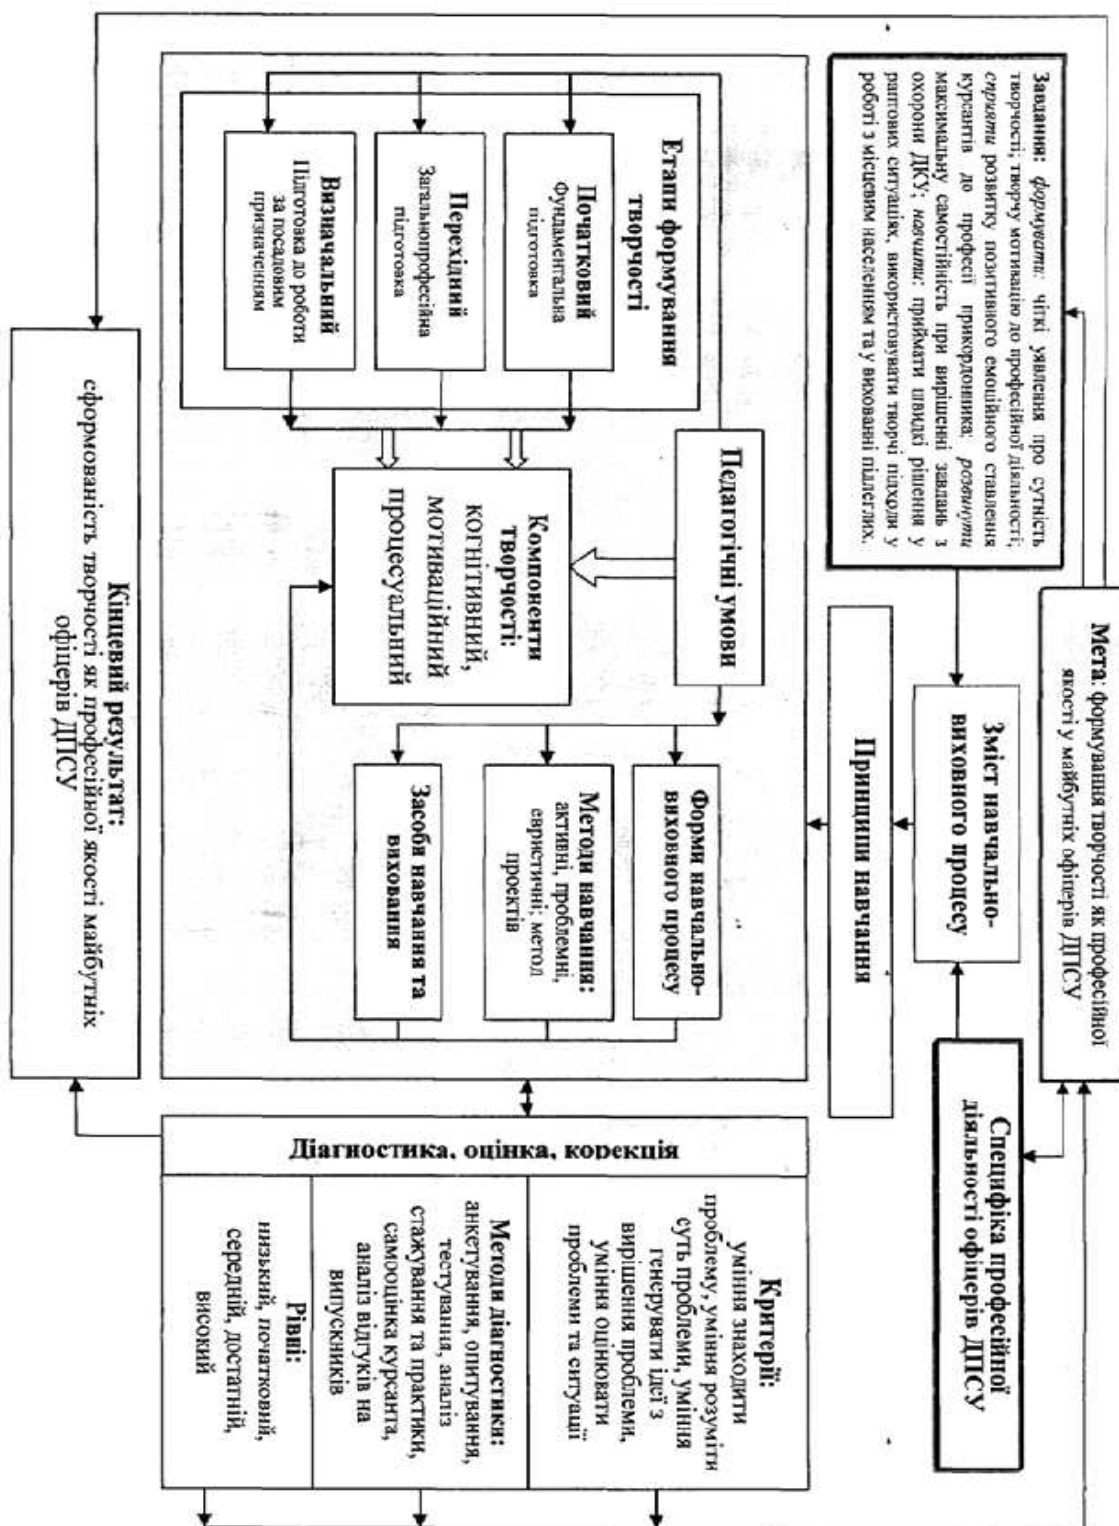 Мета: формування творчості як професійної
якості у майбутніх офіцерів ДПСУ
Завдання: формувати: чіткі уявлення про сутність
творчості; творчу мотивацію до професійної діяльності;
сприяти розвитку позитивного емоційного ставлення
курсантів до професії прикордонника; розвинути
максимальну самостійність при вирішенні завдань з
охорони ДКУ; навчити: приймати швидкі рішення у
раптових ситуаціях, використовувати творчі підходи у
роботі з місцевим населенням та у вихованні підлеглих.
Зміст навчально-
виховного процесу
Специфіка професійної
діяльності офіцерів ДПСУ
Принципи навчання
Етапи формування
творчості
Початковий
Фундаментальна
підготовка
Перехідний
Загальнопрофесійна
підготовка
Визначальний
Підготовка до роботи
за посадовим
призначенням
Педагогічні умови
Компоненти
творчості:
когнітивний,
мотиваційний
процесуальний
Форми навчально-
виховного процесу
Методи навчання:
активні, проблемні,
евристичні; метод
проектів
Засоби навчання та
виховання
Діагностика, оцінка, корекція
Критерії:
уміння знаходити
проблему, уміння розуміти
суть проблеми, уміння
генерувати ідеї з
вирішення проблеми,
уміння оцінювати
проблеми та ситуації
Методи діагностики:
анкетування, опитування,
тестування, аналіз
стажування та практики,
самооцінка курсанта,
аналіз відгуків на
випускників
Рівні:
низький, початковий,
середній, достатній,
високий
Кінцевий результат:
сформованість творчості як професійної якості майбутніх
офіцерів ДПСУ